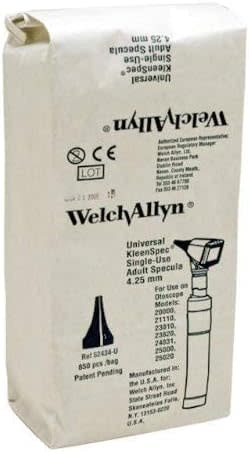 4.25 mm
Adult Specula
Single-Use
KleenSpec®
Universal
WelchAllyn®
Authorized European Representative:
European Regulatory Manager
Welch Allyn, Ltd.
Navan Business Park
Dublin Road
Navan, County Meath,
Republic of Ireland
CE
LOT
WelchAllyn®
Universal
KleenSpec®
Single-Use
Adult Specula
4.25 mm
For Use on
Otoscope
Models:
20000,
21110,
23810,
23820,
24031,
25000,
25020
Ref 52434-U
850 pcs./bag
Patent Pending
Manufactured in
the U.S.A. for:
Welch Allyn, Inc
State Street Road
Skaneateles Falls,
N.Y. 13153-0220
U.S.A.